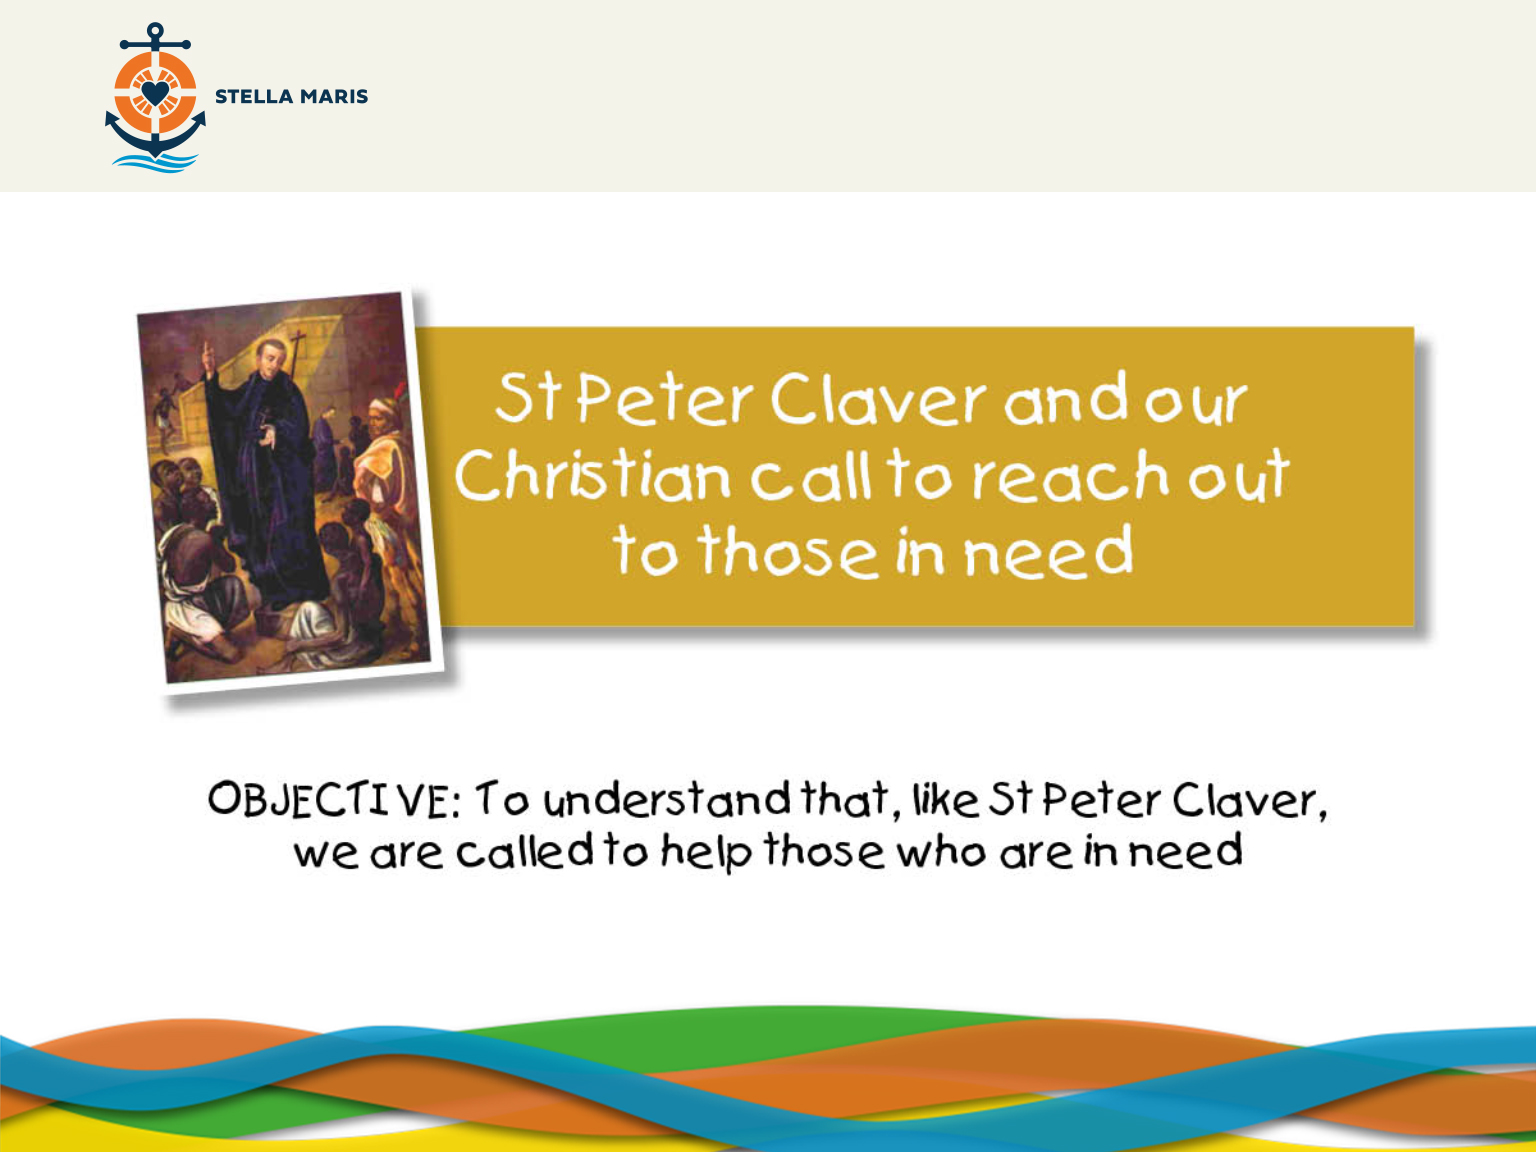 STELLA MARIS
St Peter Claver and our
Christian call to reach out
to those in need
OBJECTIVE: To understand that, like St Peter Claver,
we are called to help those who are in need